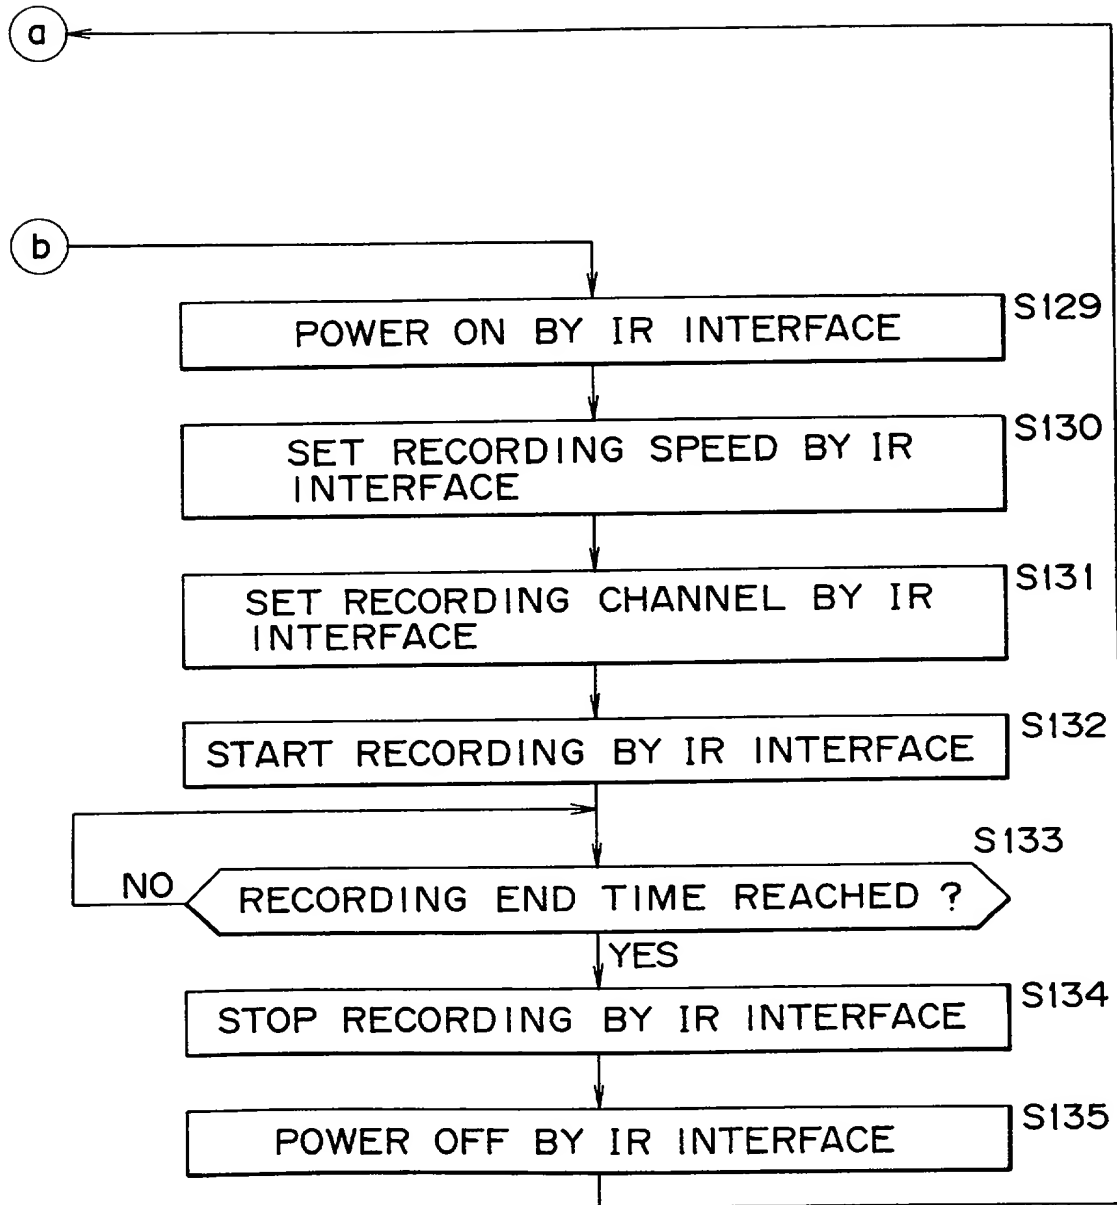 a
b
POWER ON BY IR INTERFACE
S129
SET RECORDING SPEED BY IR
INTERFACE
S130
SET RECORDING CHANNEL BY IR
INTERFACE
S131
START RECORDING BY IR INTERFACE
S132
S133
NO
RECORDING END TIME REACHED ?
YES
STOP RECORDING BY IR INTERFACE
S134
POWER OFF BY IR INTERFACE
S135